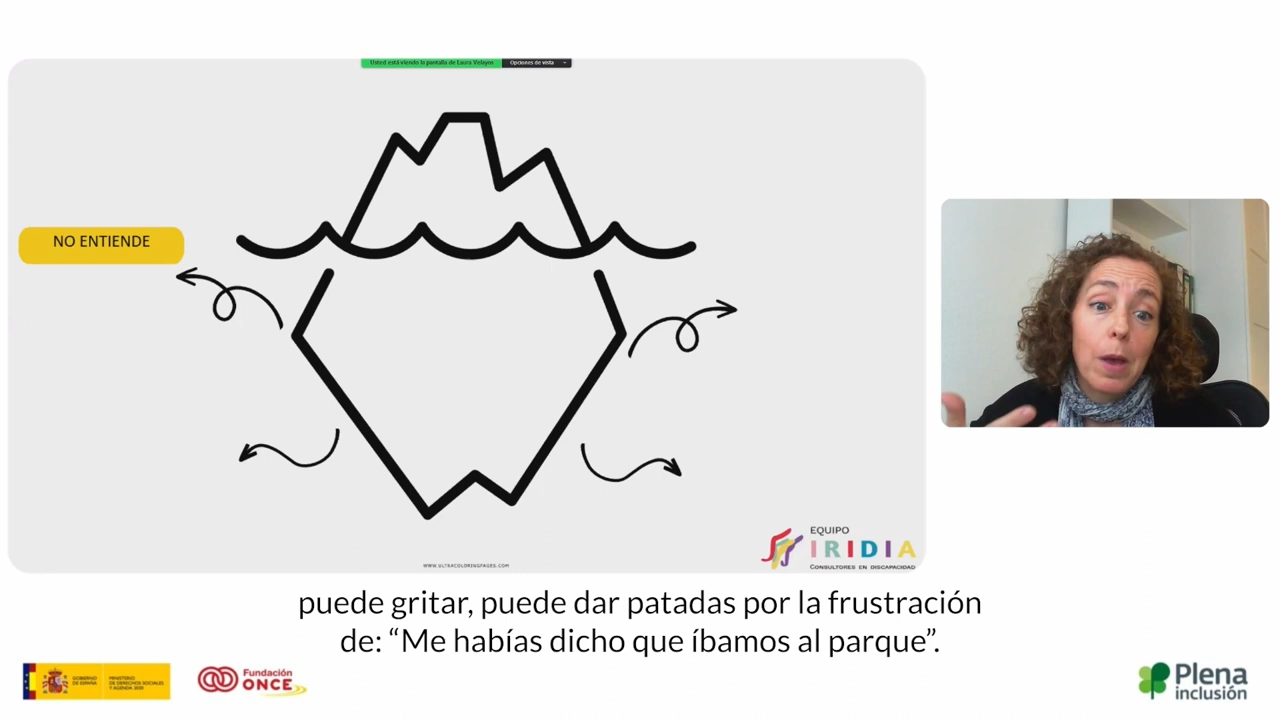 Usted está viendo la pantalla de Laura Velayos
Opciones de vista
NO ENTIENDE
WWW.ULTRACOLORINGPAGES.COM
EQUIPO
IRIDIA
CONSULTORES EN DISCAPACIDAD
puede gritar, puede dar patadas por la frustración
de: “Me habías dicho que íbamos al parque”.
GOBIERNO
DE ESPAÑA
MINISTERIO
DE DERECHOS SOCIALES
Y AGENDA 2030
Fundación
ONCE
Plena
inclusión